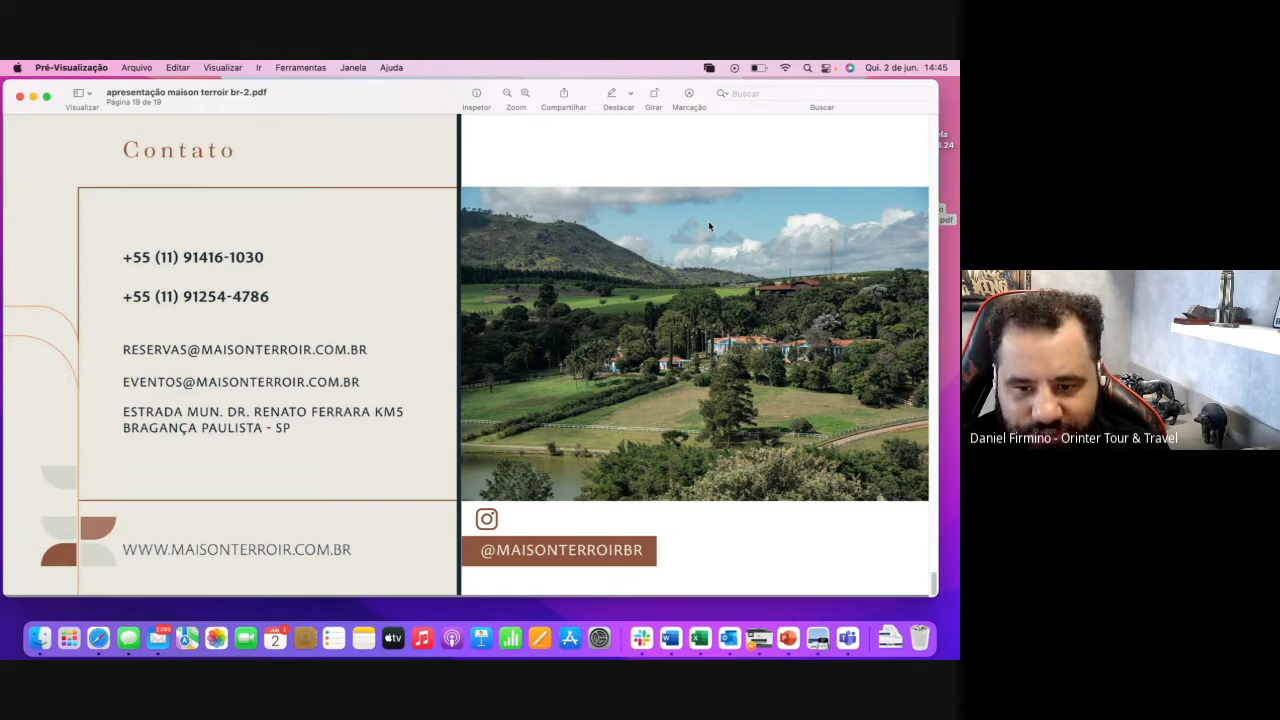 Pré-Visualização Arquivo Editar Visualizar Ir Ferramentas Janela Ajuda Qui. 2 de jun. 14:45
apresentação maison terroir br-2.pdf
Página 19 de 19
Buscar
Visualizar Inspetor Zoom Compartilhar Destacar Girar Marcação Buscar
Contato
+55 (11) 91416-1030
+55 (11) 91254-4786
RESERVAS@MAISONTERROIR.COM.BR
EVENTOS@MAISONTERROIR.COM.BR
ESTRADA MUN. DR. RENATO FERRARA KM5
BRAGANÇA PAULISTA - SP
WWW.MAISONTERROIR.COM.BR
@MAISONTERROIRBR
Daniel Firmino - Orinter Tour & Travel